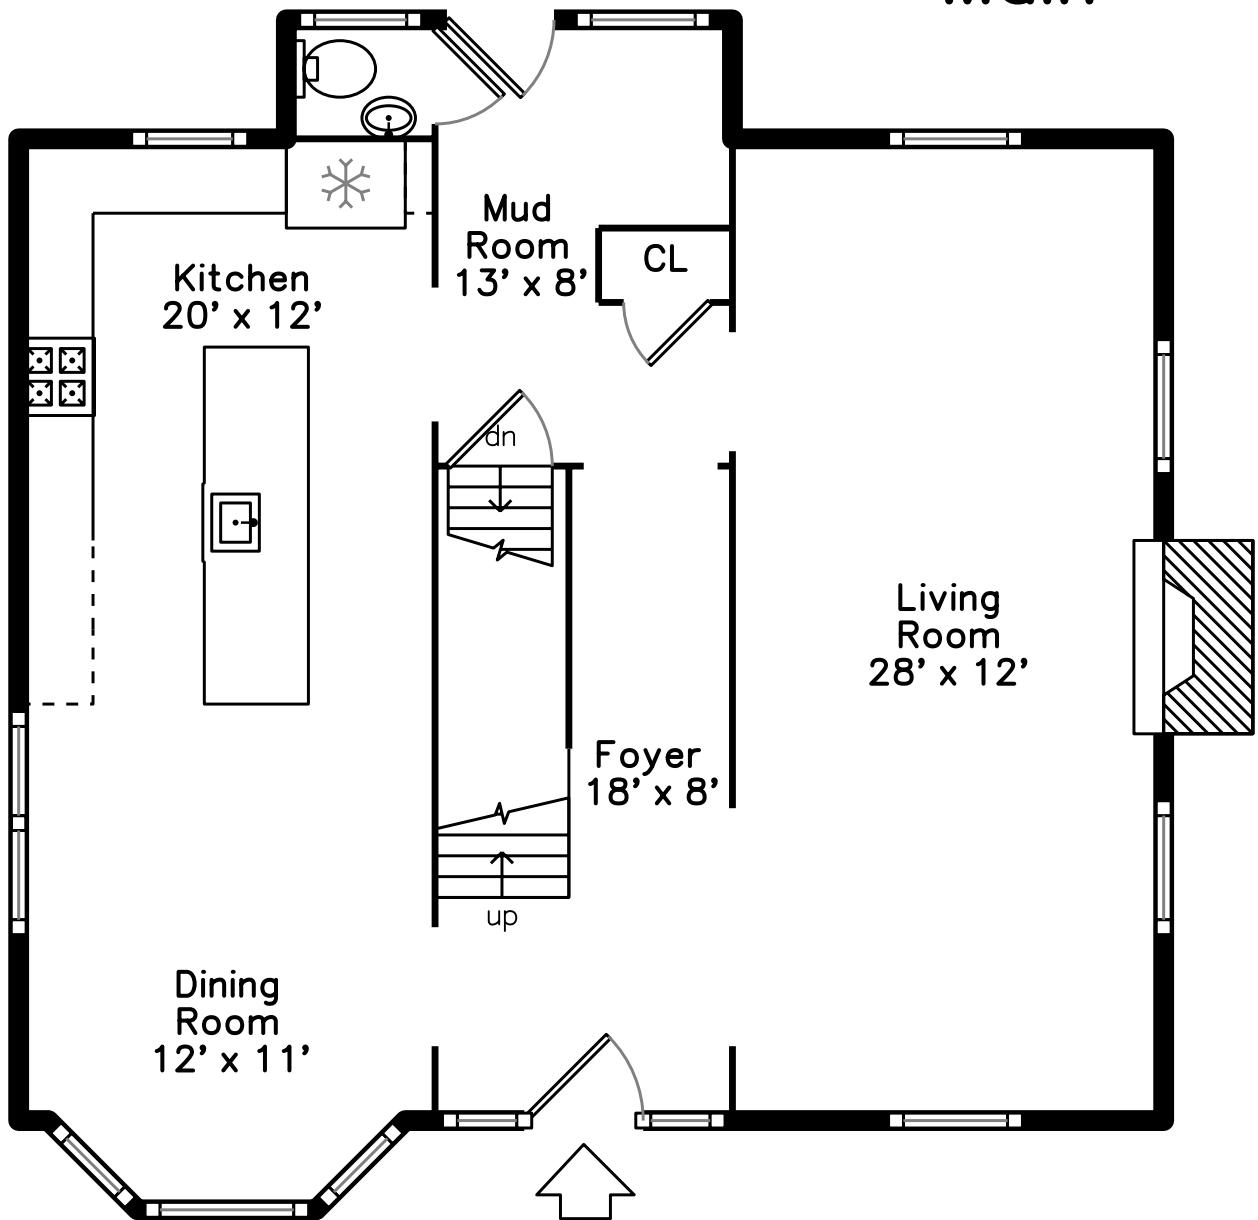 Main
Mud
Room
13' x 8'
CL
Kitchen
20' x 12'
dn
Living
Room
28' x 12'
Foyer
18' x 8'
up
Dining
Room
12' x 11'